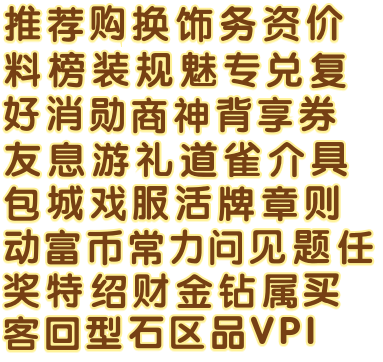 推荐购换饰务资价
料榜装规魅专兑复
好消勋商神背享券
友息游礼道雀介具
包城戏服活牌章则
动富币常力问见题任
奖特绍财金钻属买
客回型石区品VPI